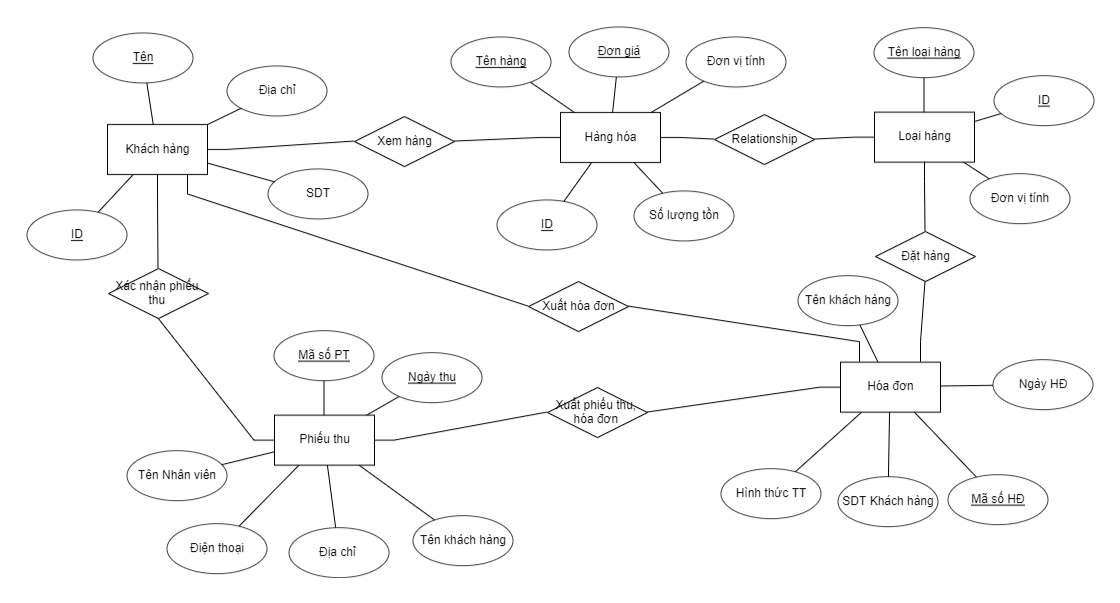 Tên
Địa chỉ
Khách hàng
SDT
ID
Xem hàng
Tên hàng
Đơn giá
Đơn vị tính
Hàng hóa
ID
Số lượng tồn
Relationship
Tên loại hàng
ID
Loại hàng
Đơn vị tính
Đặt hàng
Xác nhận phiếu
thu
Xuất hóa đơn
Tên khách hàng
Mã số PT
Ngày thu
Phiếu thu
Tên Nhân viên
Điện thoại
Địa chỉ
Tên khách hàng
Xuất phiếu thu,
hóa đơn
Hóa đơn
Ngáy HĐ
Hình thức TT
SDT Khách hàng
Mã số HĐ